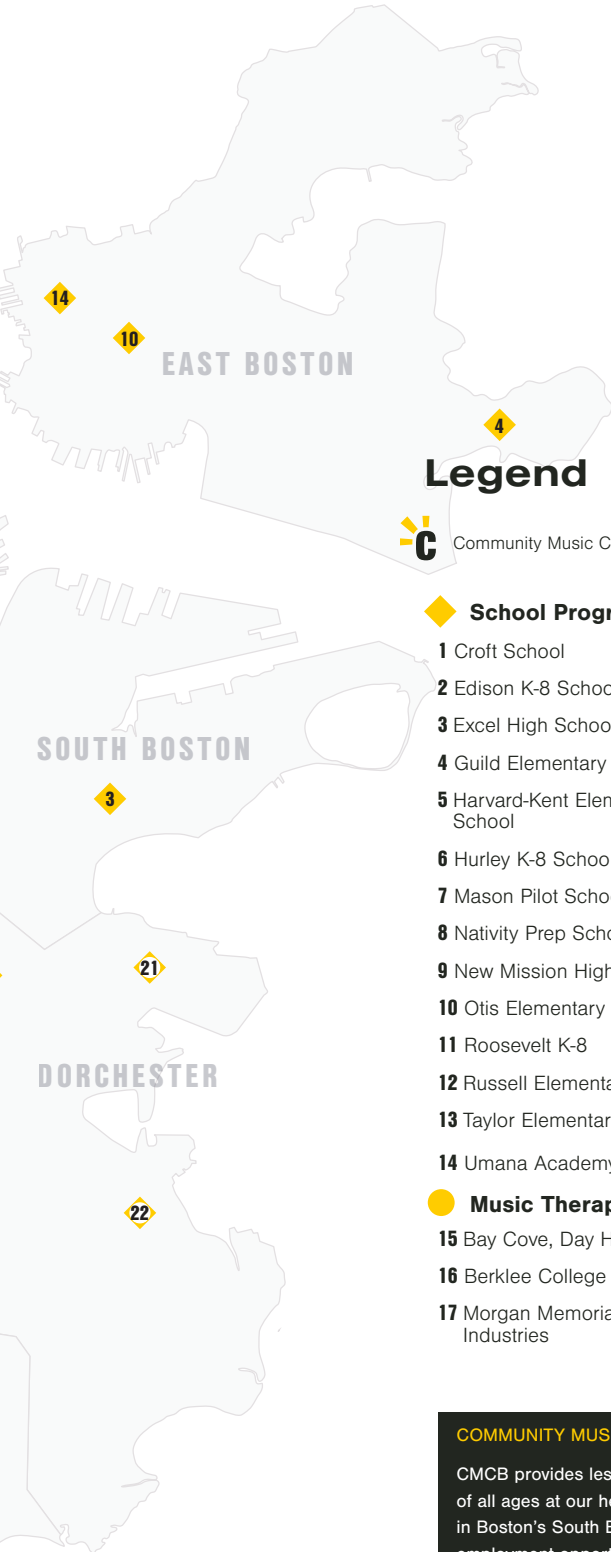 14
10
EAST BOSTON
4
Legend
C Community Music C
School Progr
1 Croft School
2 Edison K-8 Schoo
3 Excel High Schoo
SOUTH BOSTON
3
4 Guild Elementary
5 Harvard-Kent Elem
School
6 Hurley K-8 Schoo
7 Mason Pilot Schoo
8 Nativity Prep Scho
9 New Mission High
21
10 Otis Elementary
11 Roosevelt K-8
DORCHESTER
12 Russell Elementa
13 Taylor Elementar
14 Umana Academy
22
Music Therap
15 Bay Cove, Day H
16 Berklee College
17 Morgan Memoria
Industries
COMMUNITY MUS
CMCB provides les
of all ages at our ho
in Boston's South E